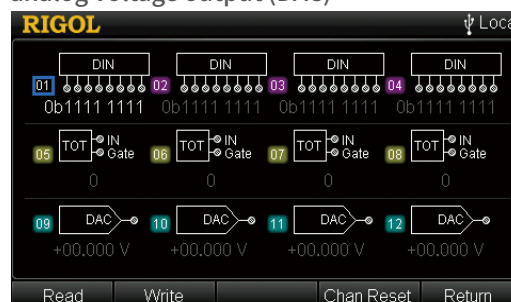 analog voltage output (DAC)
RIGOL Loca
DIN DIN DIN DIN
01 02 03 04
0b1111 1111 0b1111 1111 0b1111 1111 0b1111 1111
TOT IN TOT IN TOT IN TOT IN
05 Gate 06 Gate 07 Gate 08 Gate
0 0 0 0
09 DAC 10 DAC 11 DAC 12 DAC
+00.000 V +00.000 V +00.000 V +00.000 V
Read Write Chan Reset Return